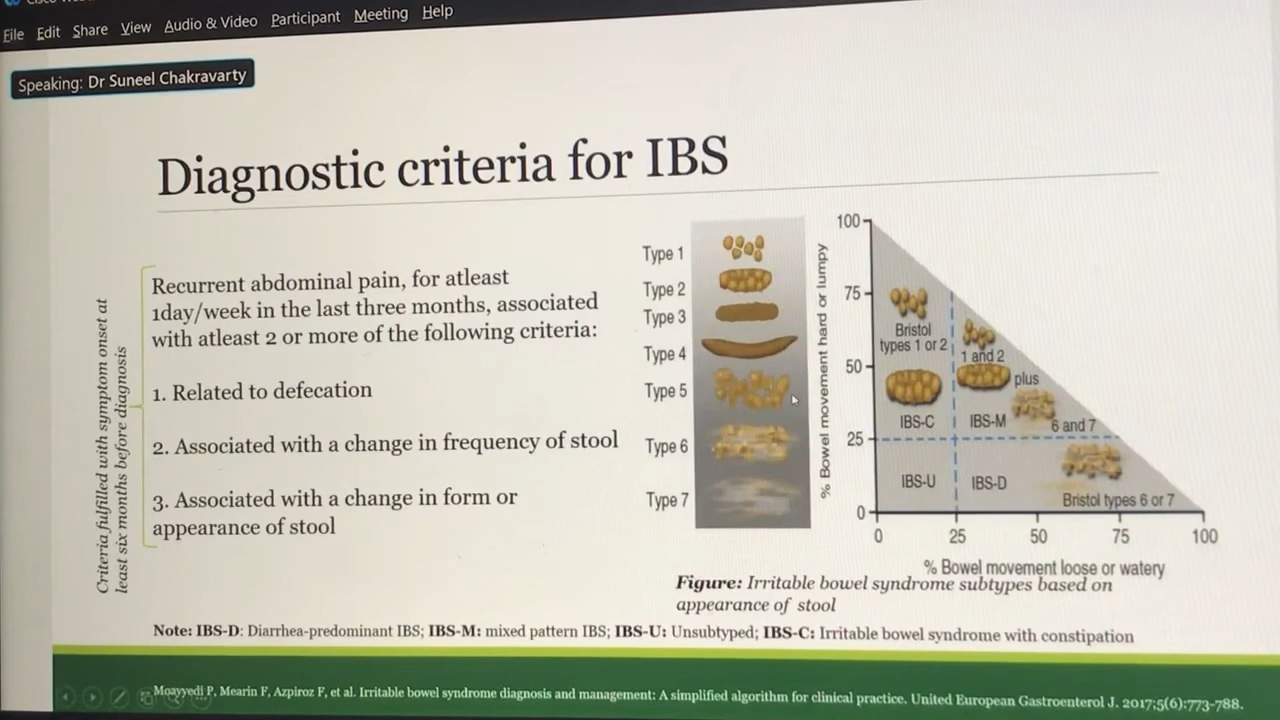 File Edit Share View Audio & Video Participant Meeting Help
Speaking: Dr Suneel Chakravarty
Diagnostic criteria for IBS
Criteria fulfilled with symptom onset at
least six months before diagnosis
Recurrent abdominal pain, for atleast
1day/week in the last three months, associated
with atleast 2 or more of the following criteria:
1. Related to defecation
2. Associated with a change in frequency of stool
3. Associated with a change in form or
appearance of stool
Type 1
Type 2
Type 3
Type 4
Type 5
Type 6
Type 7
% Bowel movement hard or lumpy
100
75
50
25
0
Bristol
types 1 or 2
IBS-C
1 and 2
plus
6 and 7
IBS-M
IBS-U
IBS-D
Bristol types 6 or 7
0 25 50 75 100
% Bowel movement loose or watery
Figure: Irritable bowel syndrome subtypes based on
appearance of stool
Note: IBS-D: Diarrhea-predominant IBS; IBS-M: mixed pattern IBS; IBS-U: Unsubtyped; IBS-C: Irritable bowel syndrome with constipation
Moayyedi P, Mearin F, Azpiroz F, et al. Irritable bowel syndrome diagnosis and management: A simplified algorithm for clinical practice. United European Gastroenterol J. 2017;5(6):773-788.